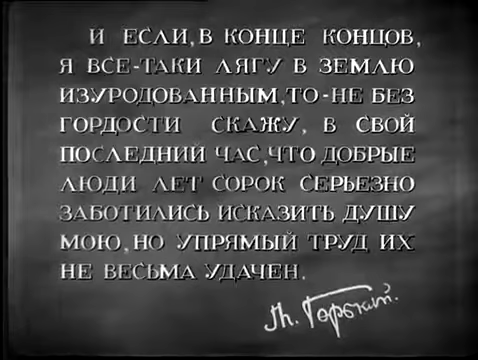 И ЕСЛИ, В КОНЦЕ КОНЦОВ,
Я ВСЕ-ТАКИ ЛЯГУ В ЗЕМЛЮ
ИЗУРОДОВАННЫМ, ТО-НЕ БЕЗ
ГОРДОСТИ СКАЖУ, В СВОЙ
ПОСЛЕДНИЙ ЧАС, ЧТО ДОБРЫЕ
ЛЮДИ ЛЕТ СОРОК СЕРЬЕЗНО
ЗАБОТИЛИСЬ ИСКАЗИТЬ ДУШУ
МОЮ, НО УПРЯМЫЙ ТРУД ИХ
НЕ ВЕСЬМА УДАЧЕН.
М. Горький.